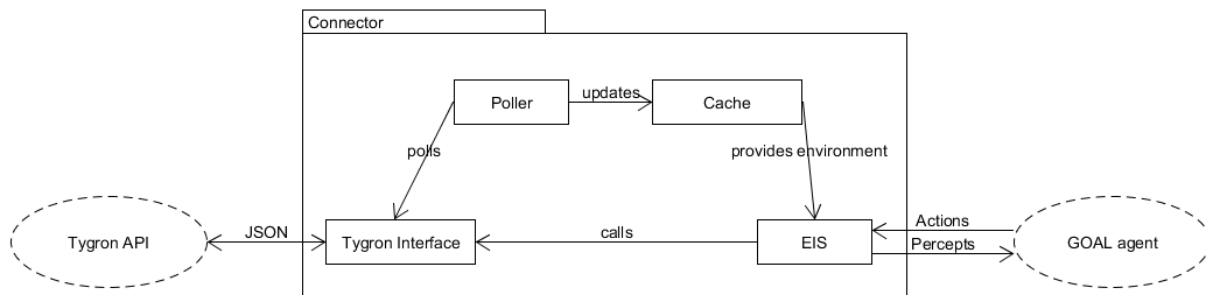 Connector
Poller
updates
Cache
polls
provides environment
Tygron API
JSON
Tygron Interface
calls
EIS
Actions
Percepts
GOAL agent